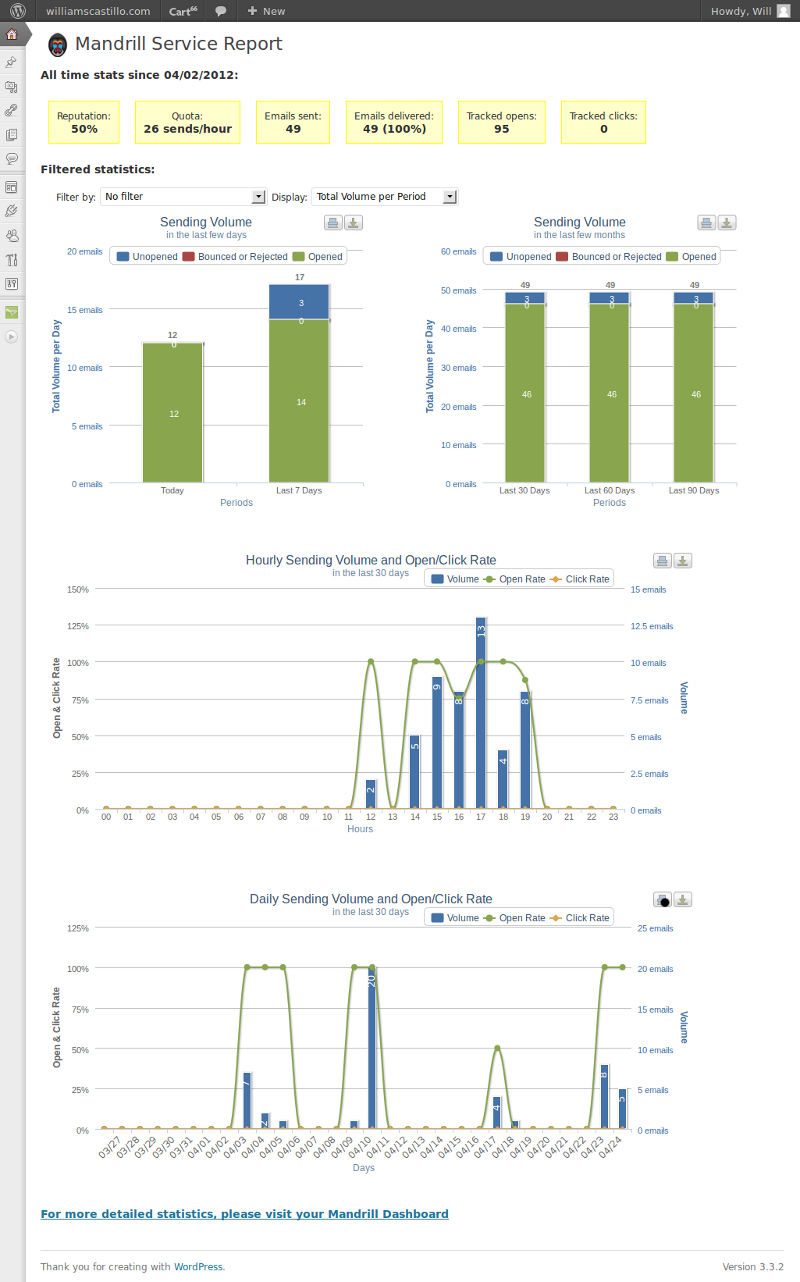 williamscastillo.com Cart⁶⁶ + New Howdy, Will
Mandrill Service Report
All time stats since 04/02/2012:
Reputation: Quota: Emails sent: Emails delivered: Tracked opens: Tracked clicks:
50% 26 sends/hour 49 49 (100%) 95 0
Filtered statistics:
Filter by: No filter Display: Total Volume per Period
Sending Volume
in the last few days
Unopened Bounced or Rejected Opened
Total Volume per Day
20 emails
15 emails
10 emails
5 emails
0 emails
12
0
12
17
3
0
14
Today Last 7 Days
Periods
Sending Volume
in the last few months
Unopened Bounced or Rejected Opened
Total Volume per Day
60 emails
50 emails
40 emails
30 emails
20 emails
10 emails
0 emails
49 49 49
3 3 3
0 0 0
46 46 46
Last 30 Days Last 60 Days Last 90 Days
Periods
Hourly Sending Volume and Open/Click Rate
in the last 30 days
Volume Open Rate Click Rate
Open & Click Rate
150%
125%
100%
75%
50%
25%
0%
2 5 9 8 13 4 8
15 emails
12.5 emails
10 emails
7.5 emails
5 emails
2.5 emails
0 emails
Volume
00 01 02 03 04 05 06 07 08 09 10 11 12 13 14 15 16 17 18 19 20 21 22 23
Hours
Daily Sending Volume and Open/Click Rate
in the last 30 days
Volume Open Rate Click Rate
Open & Click Rate
125%
100%
75%
50%
25%
0%
7 2 20 4 8 5
25 emails
20 emails
15 emails
10 emails
5 emails
0 emails
Volume
03/27 03/28 03/29 03/30 03/31 04/01 04/02 04/03 04/04 04/05 04/06 04/07 04/08 04/09 04/10 04/11 04/12 04/13 04/14 04/15 04/16 04/17 04/18 04/19 04/20 04/21 04/22 04/23 04/24
Days
For more detailed statistics, please visit your Mandrill Dashboard
Thank you for creating with WordPress. Version 3.3.2